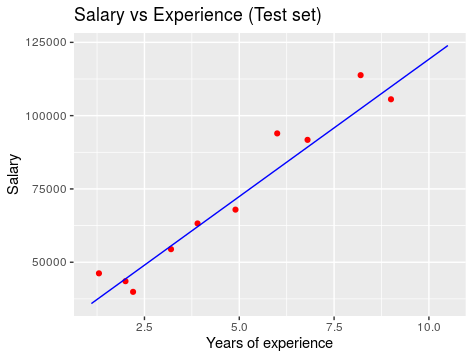 Salary vs Experience (Test set)
125000
100000
75000
50000
Salary
2.5 5.0 7.5 10.0
Years of experience